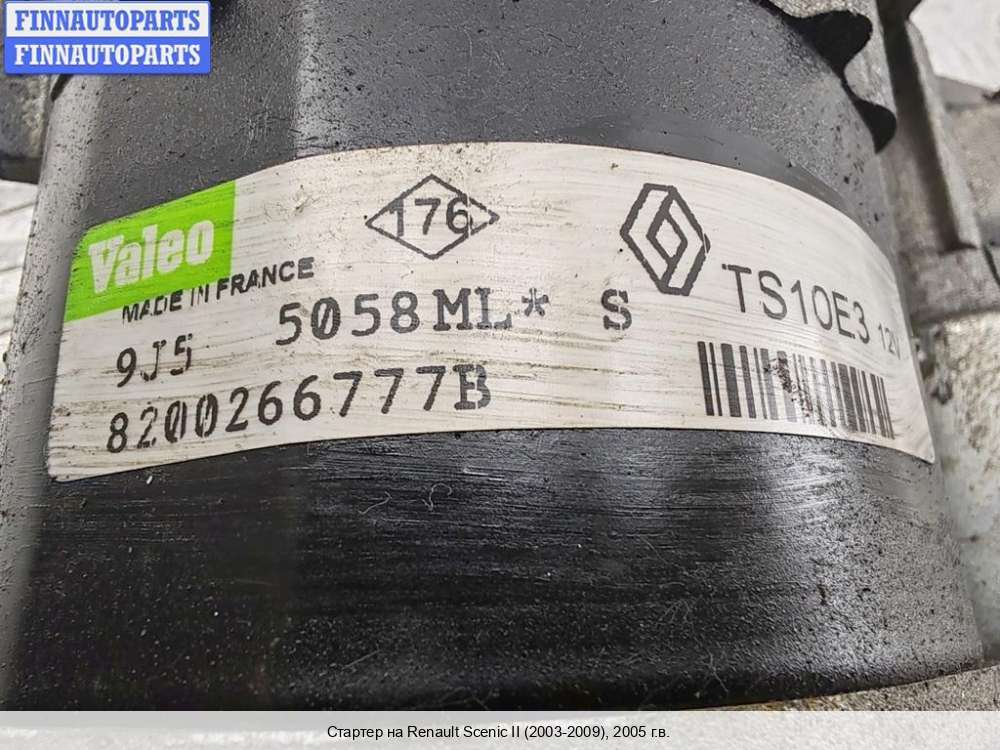 FINNAUTOPARTS
FINNAUTOPARTS
Valeo
176
MADE IN FRANCE
TS10E3 12V
9J5 5058ML* S
8200266777B
Стартер на Renault Scenic II (2003-2009), 2005 г.в.